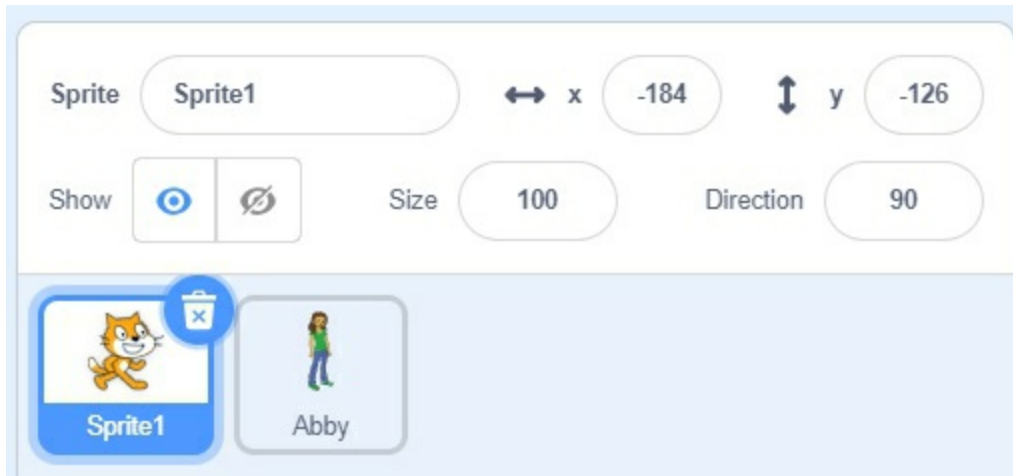 Sprite Sprite1 x -184 y -126
Show Size 100 Direction 90
Sprite1 Abby